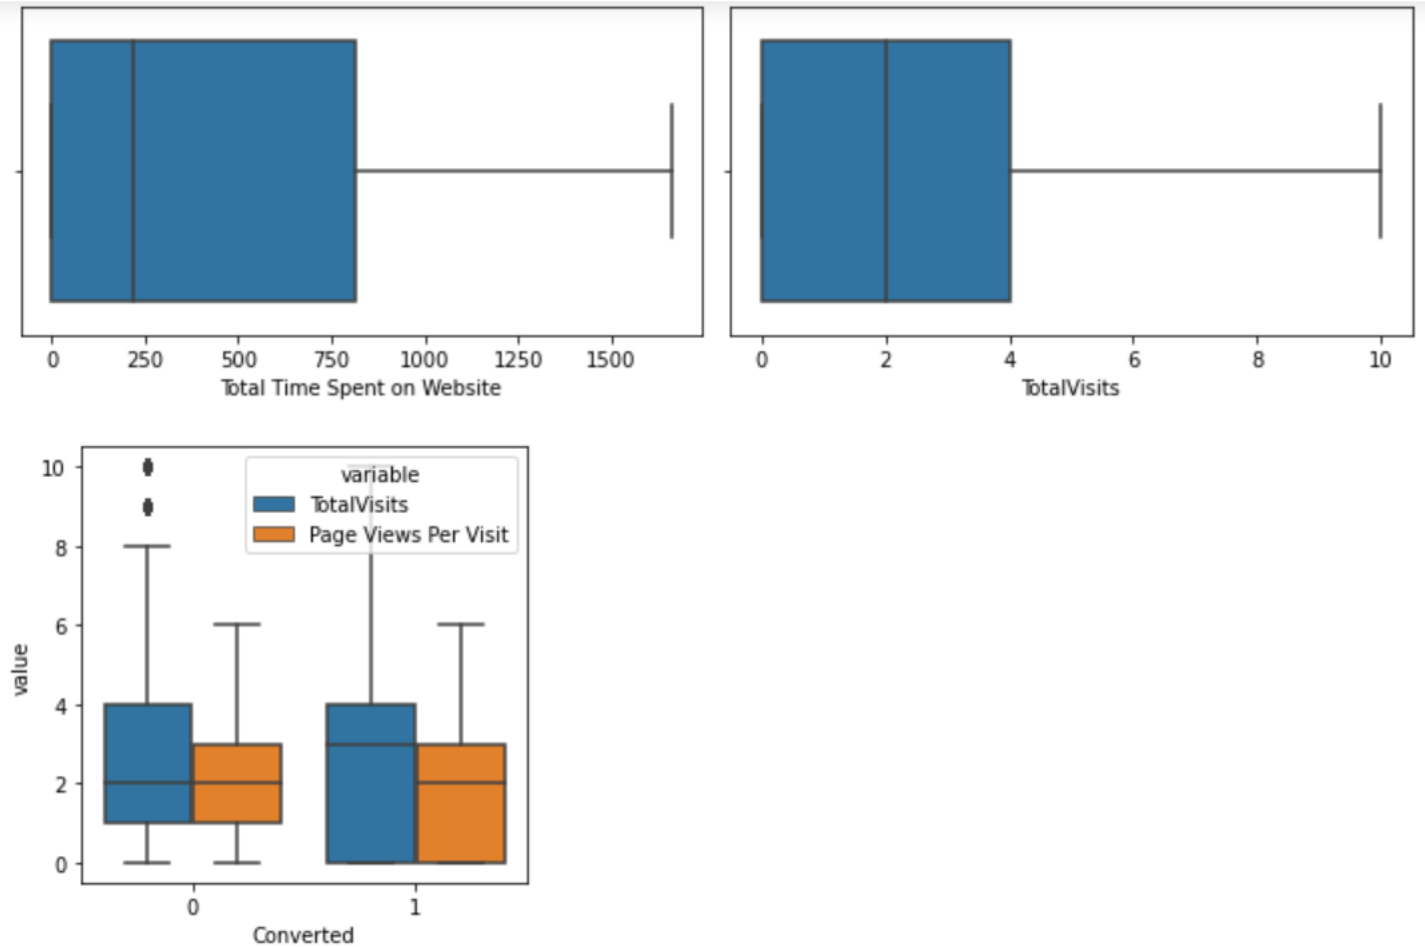 0 250 500 750 1000 1250 1500
Total Time Spent on Website
0 2 4 6 8 10
TotalVisits
variable
TotalVisits
Page Views Per Visit
10
8
6
4
2
0
value
0 1
Converted